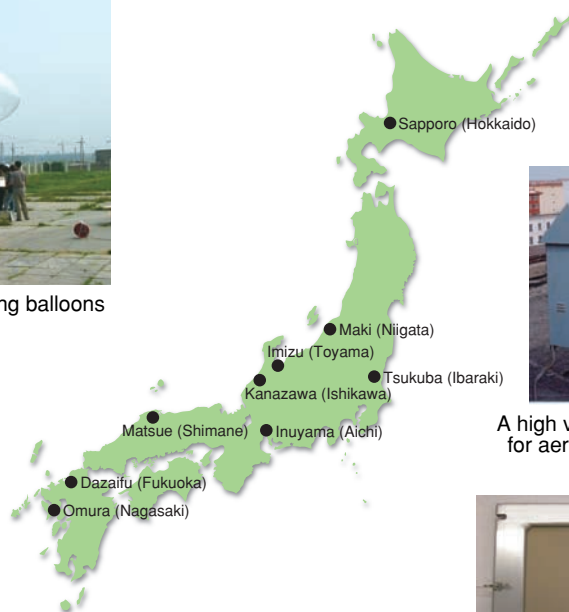 Sapporo (Hokkaido)
ng balloons
Maki (Niigata)
Imizu (Toyama)
Tsukuba (Ibaraki)
Kanazawa (Ishikawa)
A high v
for aer
Matsue (Shimane)
Inuyama (Aichi)
Dazaifu (Fukuoka)
Omura (Nagasaki)